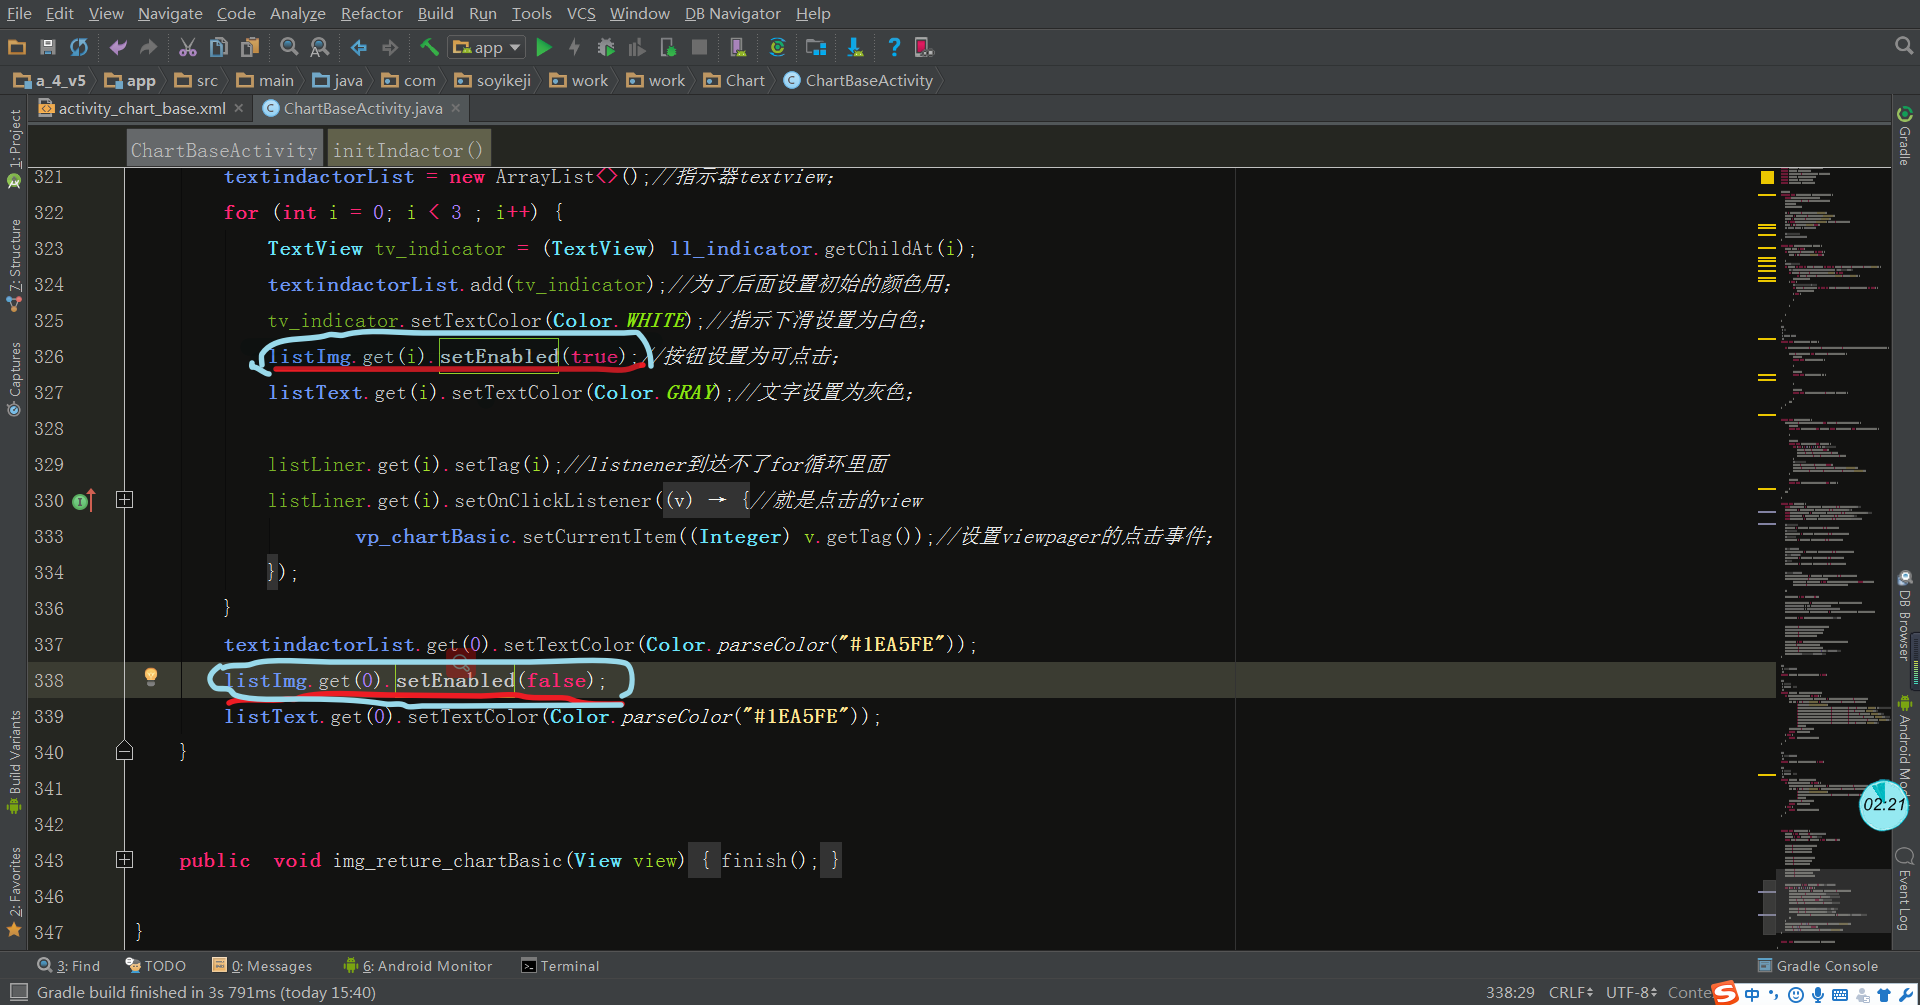 File Edit View Navigate Code Analyze Refactor Build Run Tools VCS Window DB Navigator Help
app
a_4_v5 app src main java com soyikeji work work Chart ChartBaseActivity
activity_chart_base.xml ChartBaseActivity.java
ChartBaseActivity initIndactor()
321 textindactorList = new ArrayList<>();//指示器textview;
322 for (int i = 0; i < 3 ; i++) {
323 TextView tv_indicator = (TextView) ll_indicator.getChildAt(i);
324 textindactorList.add(tv_indicator);//为了后面设置初始的颜色用;
325 tv_indicator.setTextColor(Color.WHITE);//指示下滑设置为白色;
326 listImg.get(i).setEnabled(true);//按钮设置为可点击;
327 listText.get(i).setTextColor(Color.GRAY);//文字设置为灰色;
328
329 listLiner.get(i).setTag(i);//listnener到达不了for循环里面
330 listLiner.get(i).setOnClickListener((v) → {//就是点击的view
333 vp_chartBasic.setCurrentItem((Integer) v.getTag());//设置viewpager的点击事件;
334 });
336 }
337 textindactorList.get(0).setTextColor(Color.parseColor("#1EA5FE"));
338 listImg.get(0).setEnabled(false);
339 listText.get(0).setTextColor(Color.parseColor("#1EA5FE"));
340 }
341
342
343 public void img_reture_chartBasic(View view) { finish(); }
346
347 }
1: Project
7: Structure
Captures
Build Variants
2: Favorites
Gradle
DB Browser
Android Mod
02:21
Event Log
3: Find TODO 0: Messages 6: Android Monitor Terminal Gradle Console
Gradle build finished in 3s 791ms (today 15:40) 338:29 CRLF UTF-8 Conte
S 中